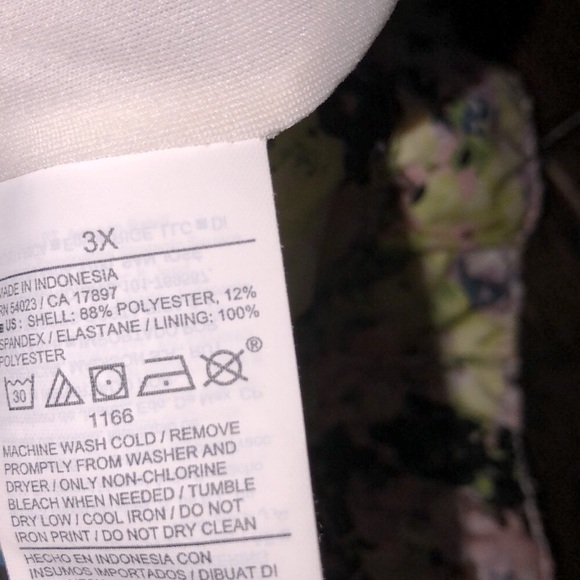 3X
MADE IN INDONESIA
RN 54023 / CA 17897
US : SHELL: 88% POLYESTER, 12%
SPANDEX / ELASTANE / LINING: 100%
POLYESTER
30
®
1166
MACHINE WASH COLD / REMOVE
PROMPTLY FROM WASHER AND
DRYER / ONLY NON-CHLORINE
BLEACH WHEN NEEDED / TUMBLE
DRY LOW / COOL IRON / DO NOT
IRON PRINT / DO NOT DRY CLEAN
HECHO EN INDONESIA CON
INSUMOS IMPORTADOS / DIBUAT DI